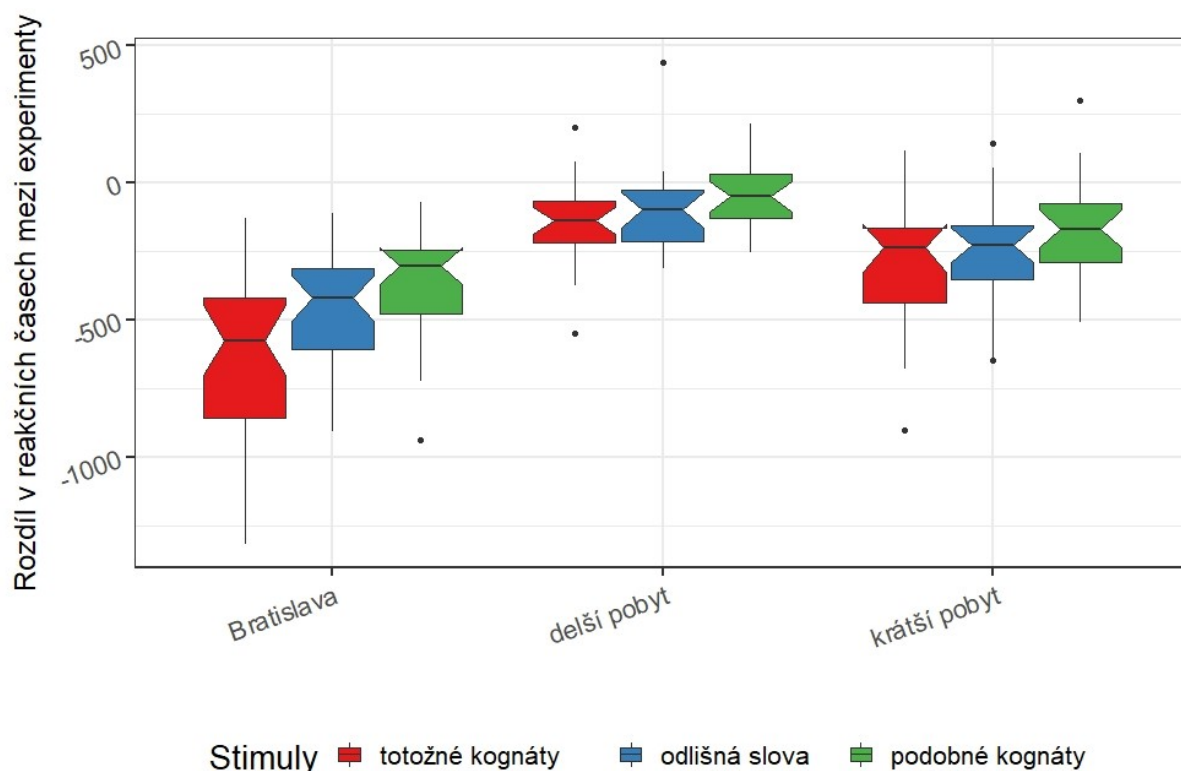 Rozdíl v reakčních časech mezi experimenty
500
0
-500
-1000
Bratislava
delší pobyt
krátší pobyt
Stimuly
totožné kognáty
odlišná slova
podobné kognáty